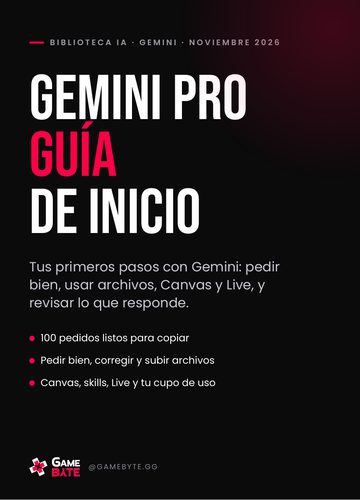 BIBLIOTECA IA · GEMINI · NOVIEMBRE 2026
GEMINI PRO
GUÍA
DE INICIO
Tus primeros pasos con Gemini: pedir
bien, usar archivos, Canvas y Live, y
revisar lo que responde.
100 pedidos listos para copiar
Pedir bien, corregir y subir archivos
Canvas, skills, Live y tu cupo de uso
GAME
BYTE
@GAMEBYTE.GG